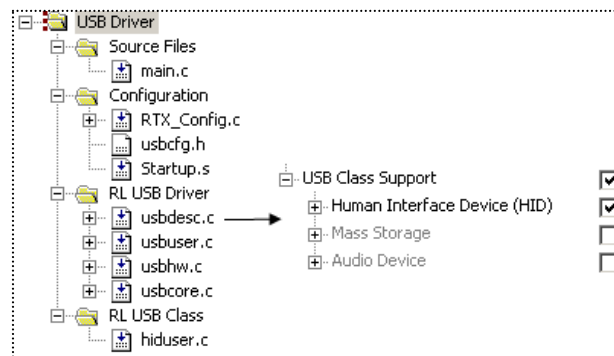 USB Driver
Source Files
main.c
Configuration
RTX_Config.c
usbcfg.h
Startup.s
RL USB Driver
usbdesc.c
usbuser.c
usbhw.c
usbcore.c
RL USB Class
hiduser.c
USB Class Support
Human Interface Device (HID)
Mass Storage
Audio Device